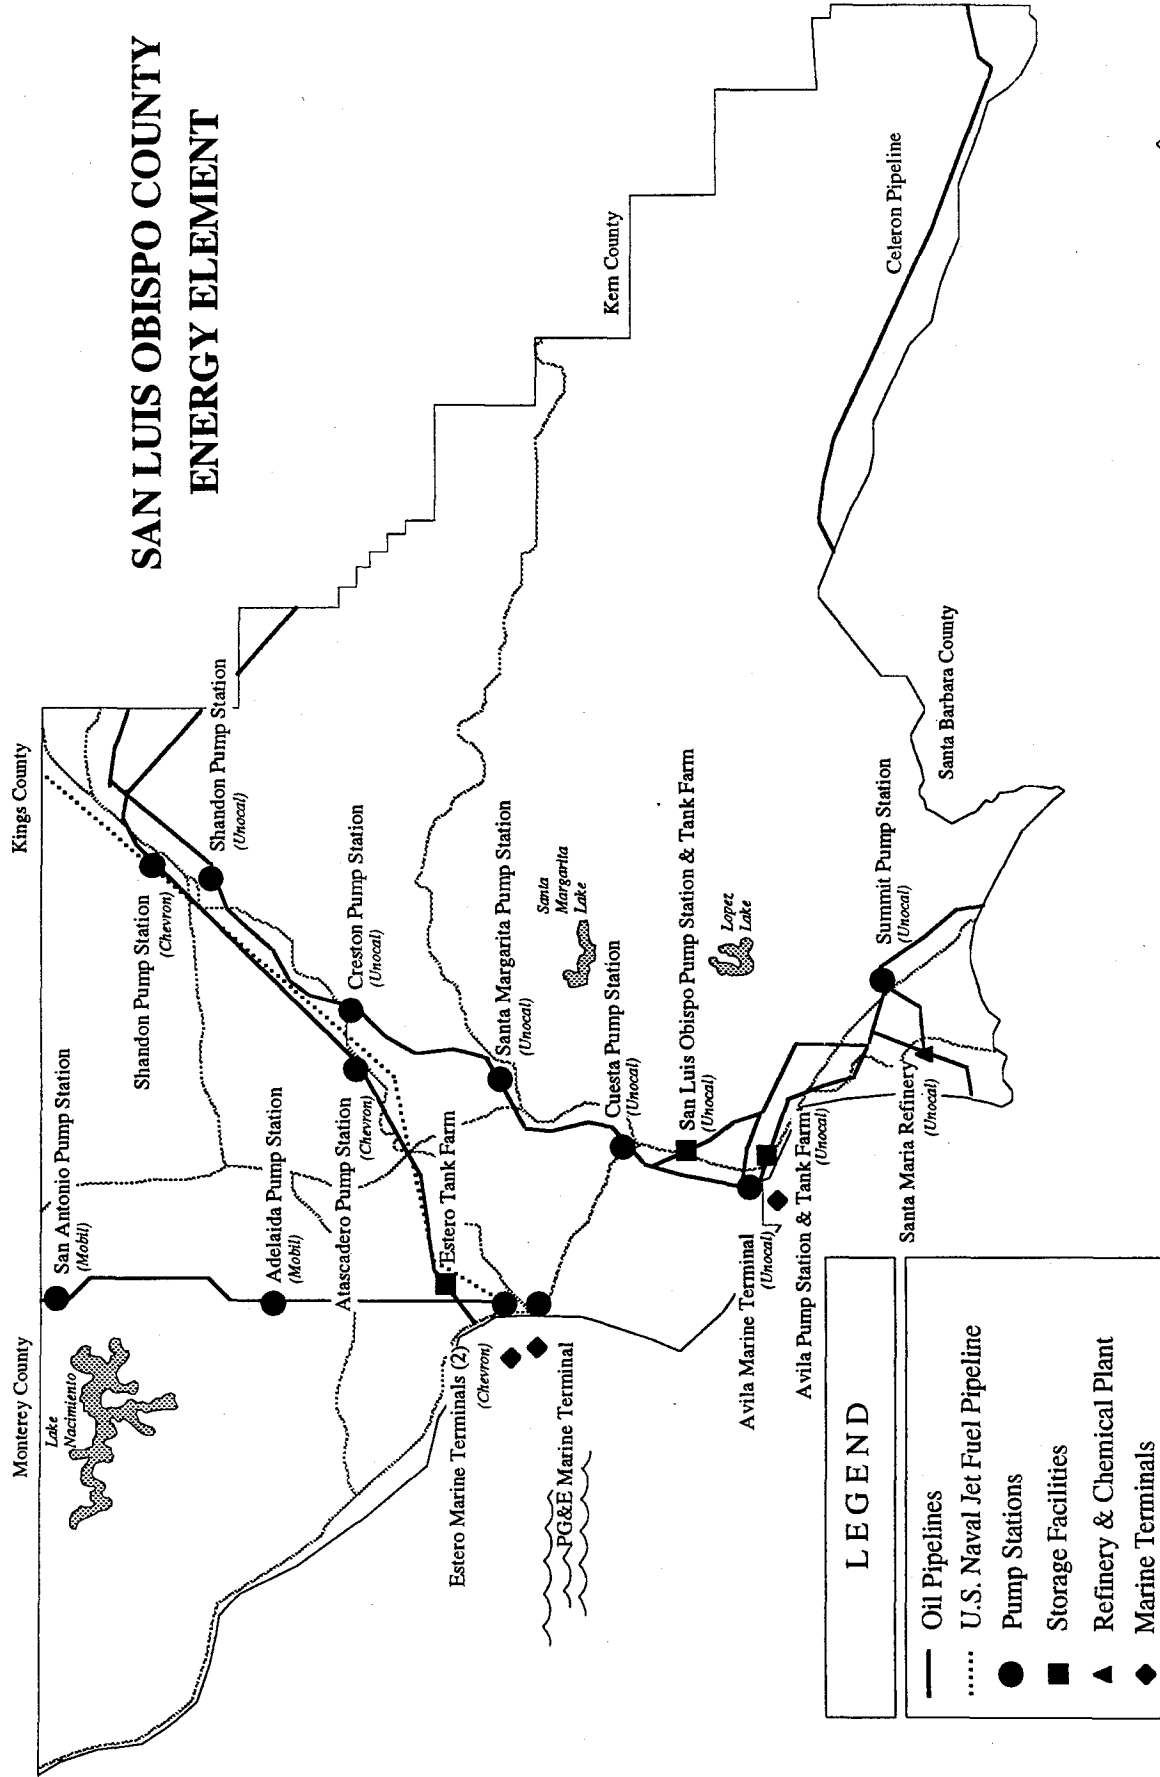 SAN LUIS OBISPO COUNTY
ENERGY ELEMENT
Monterey County
Kings County
Lake
Nacimiento
San Antonio Pump Station
(Mobil)
Shandon Pump Station
(Chevron)
Shandon Pump Station
(Unocal)
Adelaida Pump Station
(Mobil)
Atascadero Pump Station
(Chevron)
Creston Pump Station
(Unocal)
Estero Tank Farm
Santa Margarita Pump Station
(Unocal)
Estero Marine Terminals (2)
(Chevron)
Santa
Margarita
Lake
Kern County
PG&E Marine Terminal
Cuesta Pump Station
(Unocal)
San Luis Obispo Pump Station & Tank Farm
(Unocal)
Lopez
Lake
Avila Marine Terminal
(Unocal)
Avila Pump Station & Tank Farm
(Unocal)
Summit Pump Station
(Unocal)
Celeron Pipeline
Santa Maria Refinery
(Unocal)
Santa Barbara County
LEGEND
Oil Pipelines
U.S. Naval Jet Fuel Pipeline
Pump Stations
Storage Facilities
Refinery & Chemical Plant
Marine Terminals